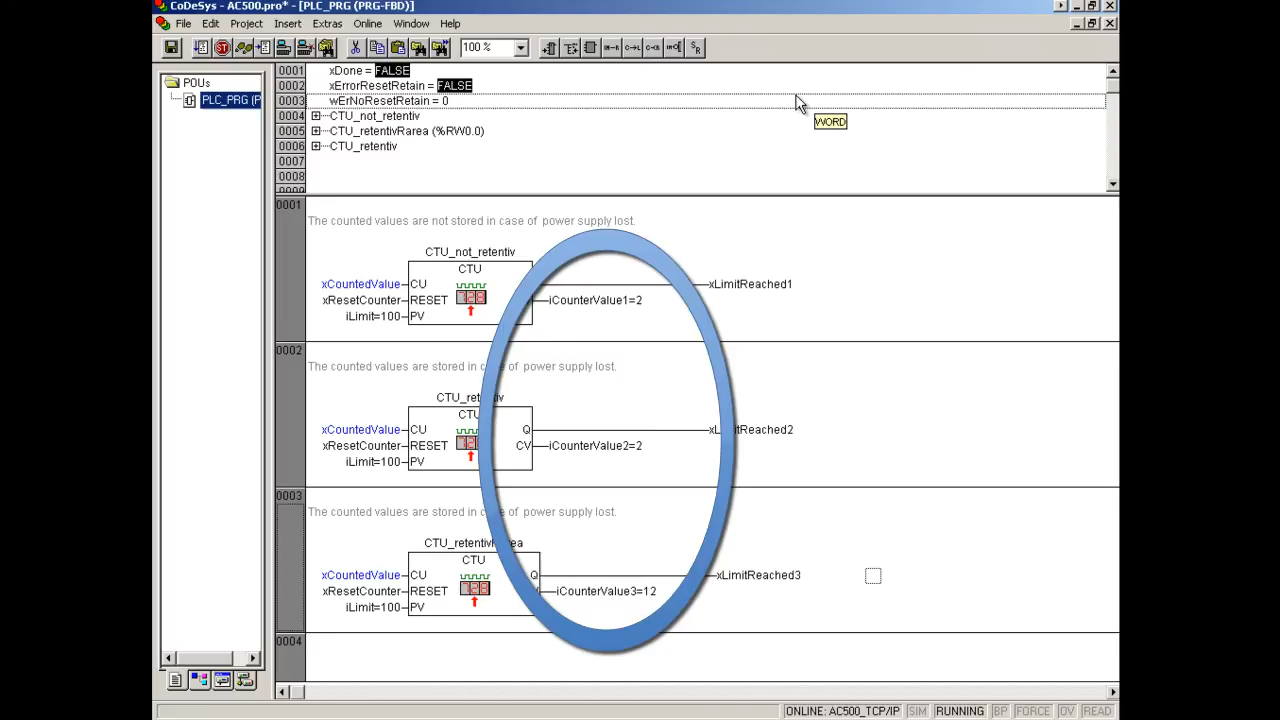 CoDeSys - AC500.pro* - [PLC_PRG (PRG-FBD)]
File Edit Project Insert Extras Online Window Help
100 %
POUs
PLC_PRG (P
0001 xDone = FALSE
0002 xErrorResetRetain = FALSE
0003 wErNoResetRetain = 0
WORD
0004 CTU_not_retentiv
0005 CTU_retentivRarea (%RW0.0)
0006 CTU_retentiv
0007
0008
0001
The counted values are not stored in case of power supply lost.
CTU_not_retentiv
CTU
xCountedValue CU xLimitReached1
xResetCounter RESET iCounterValue1=2
iLimit=100 PV
0002
The counted values are stored in case of power supply lost.
CTU_retentiv
CTU
xCountedValue CU Q xLimitReached2
xResetCounter RESET CV iCounterValue2=2
iLimit=100 PV
0003
The counted values are stored in case of power supply lost.
CTU_retentivRarea
CTU
xCountedValue CU Q xLimitReached3
xResetCounter RESET iCounterValue3=12
iLimit=100 PV
0004
ONLINE: AC500_TCP/IP SIM RUNNING BP FORCE OV READ